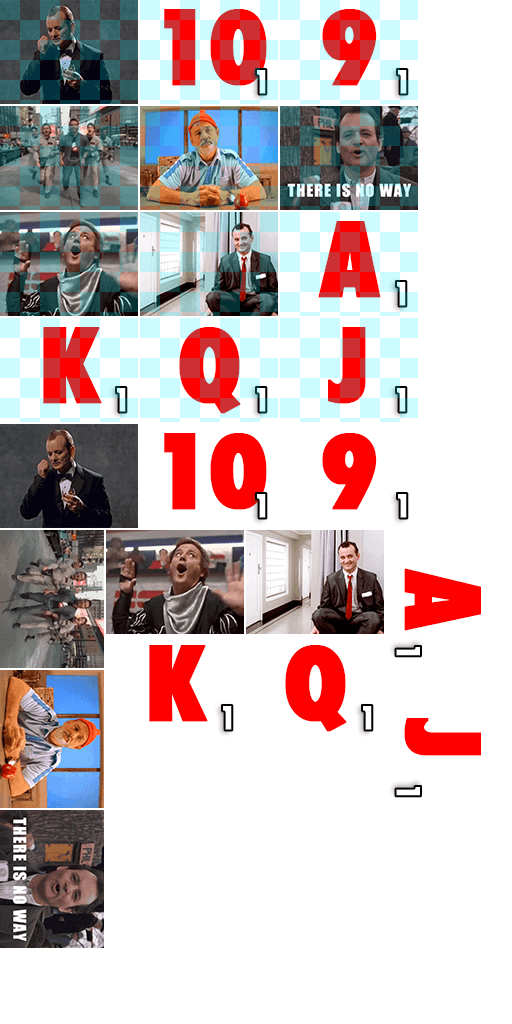 10 1 9 1
THERE IS NO WAY
A 1
K 1 Q 1 J 1
10 1 9 1
A 1
K 1 Q 1
J 1
THERE IS NO WAY